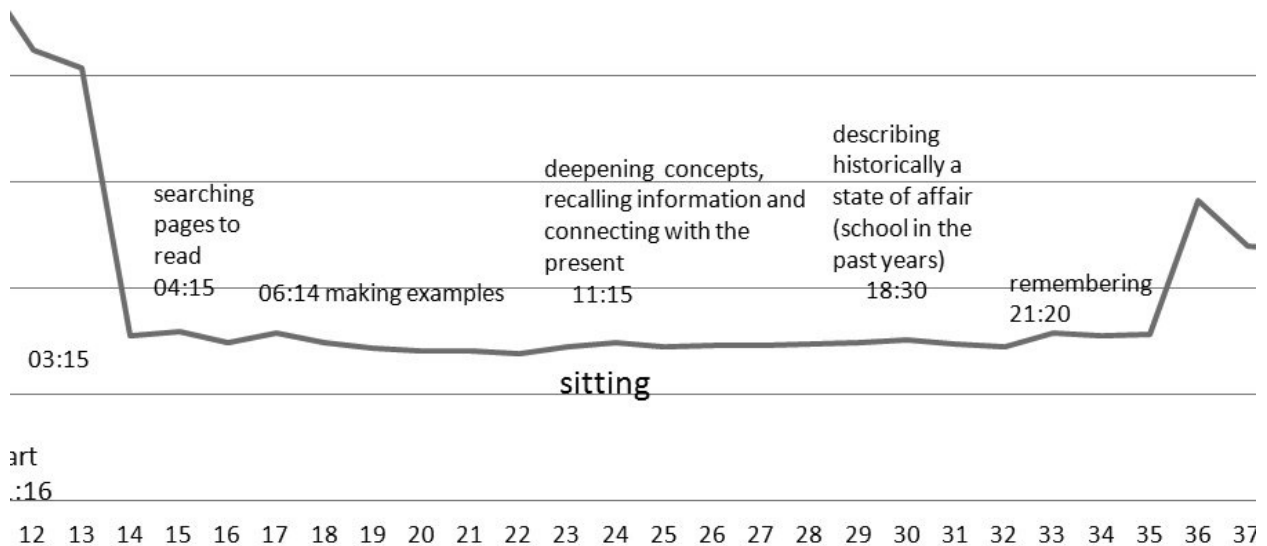 searching
pages to
read
04:15
06:14 making examples
deepening concepts,
recalling information and
connecting with the
present
11:15
describing
historically a
state of affair
(school in the
past years)
18:30
remembering
21:20
03:15
sitting
art
:16
12 13 14 15 16 17 18 19 20 21 22 23 24 25 26 27 28 29 30 31 32 33 34 35 36 37